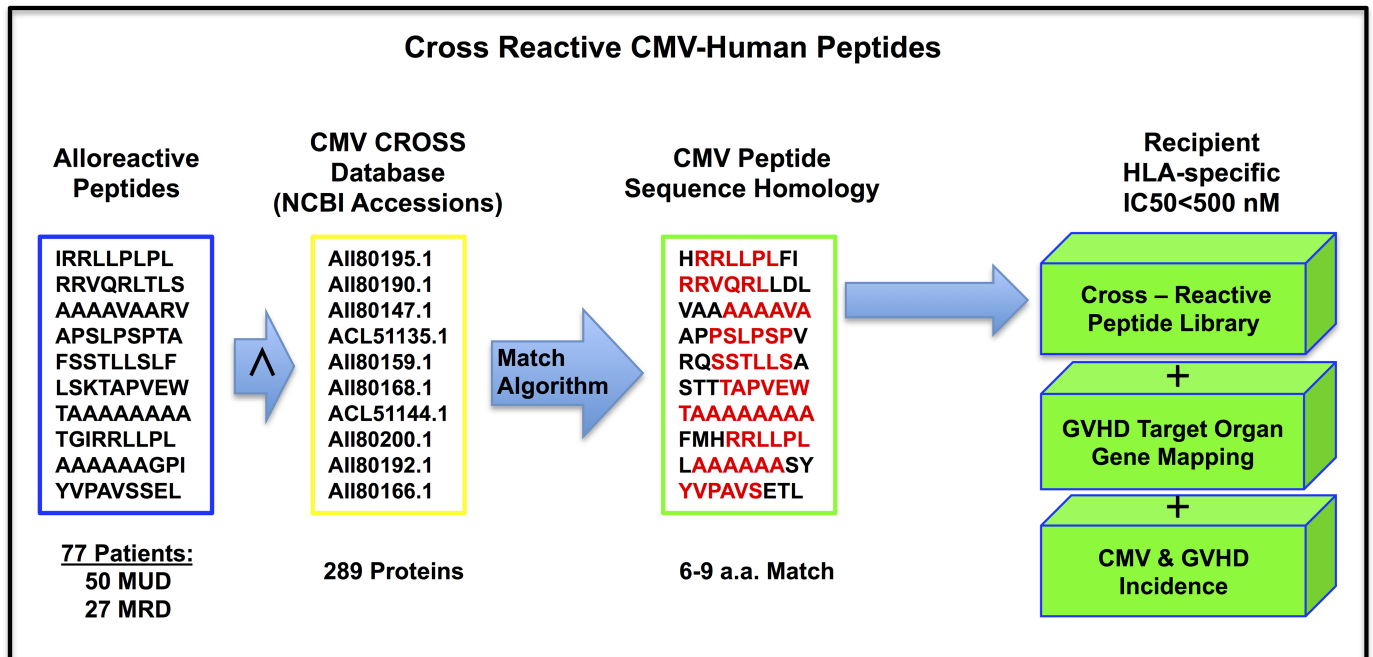 Cross Reactive CMV-Human Peptides
Alloreactive
Peptides
IRRLLPLPL
RRVQRLTLS
AAAAVAARV
APSLPSPTA
FSSTLLSLF
LSKTAPVEW
TAAAAAAAA
TGIRRLLPL
AAAAAAGPI
YVPAVSSEL
77 Patients:
50 MUD
27 MRD
Λ
CMV CROSS
Database
(NCBI Accessions)
AII80195.1
AII80190.1
AII80147.1
ACL51135.1
AII80159.1
AII80168.1
ACL51144.1
AII80200.1
AII80192.1
AII80166.1
289 Proteins
Match
Algorithm
CMV Peptide
Sequence Homology
HRRLLPLFI
RRVQRLLDL
VAAAAAAVA
APPSLPSPV
RQSSTLLSA
STTTAPVEW
TAAAAAAAA
FMHRRLLPL
LAAAAAASY
YVPAVSETL
6-9 a.a. Match
Recipient
HLA-specific
IC50<500 nM
Cross – Reactive
Peptide Library
+
GVHD Target Organ
Gene Mapping
+
CMV & GVHD
Incidence